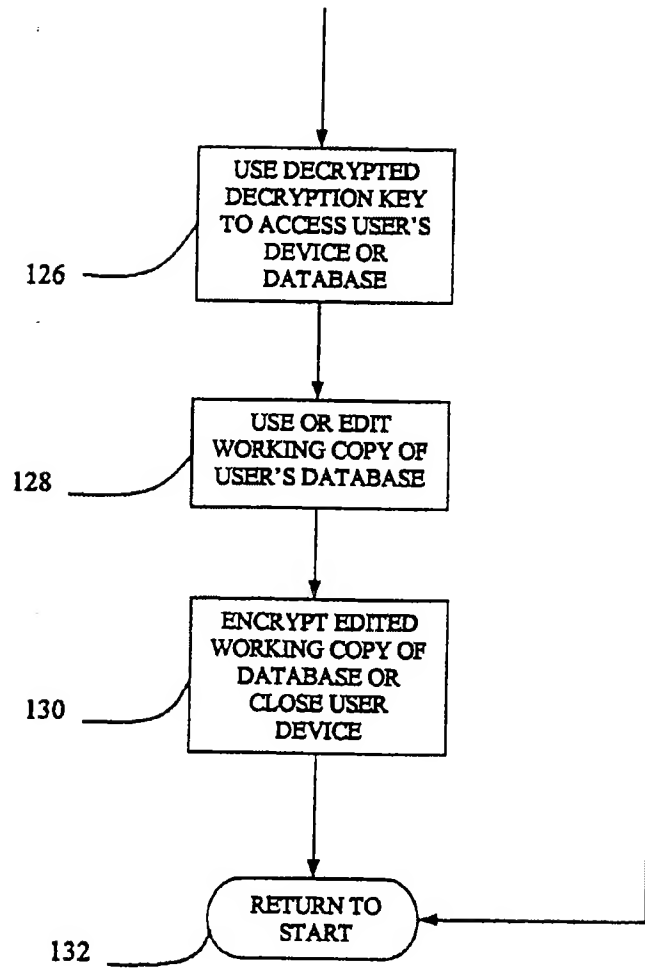 USE DECRYPTED
DECRYPTION KEY
TO ACCESS USER'S
DEVICE OR
DATABASE
126
USE OR EDIT
WORKING COPY OF
USER'S DATABASE
128
ENCRYPT EDITED
WORKING COPY OF
DATABASE OR
CLOSE USER
DEVICE
130
RETURN TO
START
132